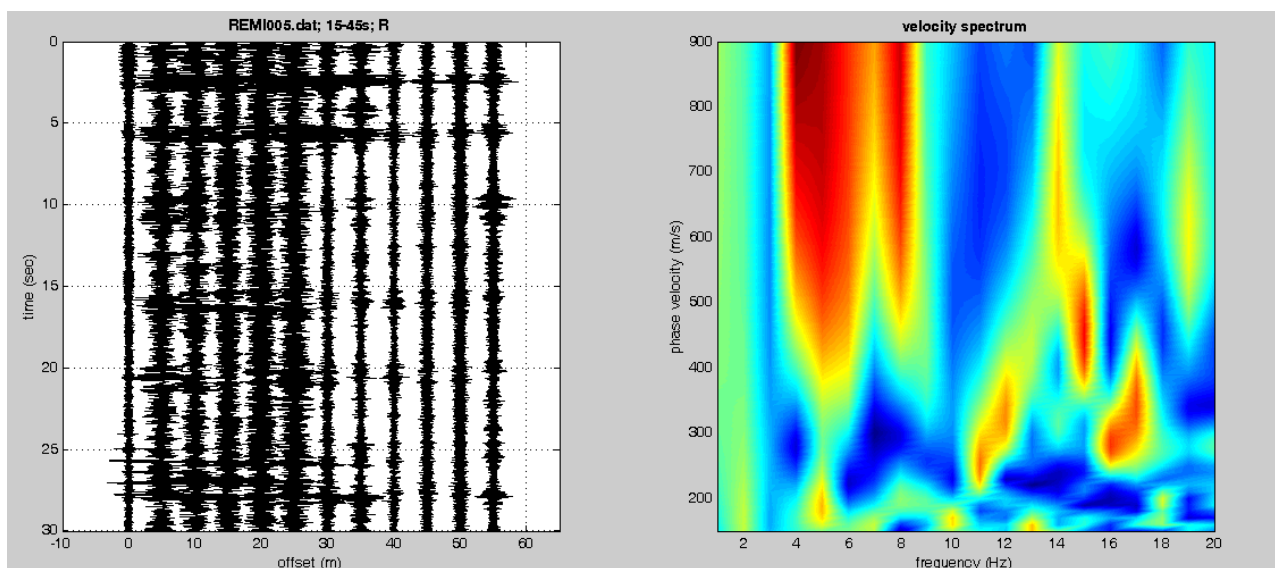 REMI005.dat; 15-45s; R
0
5
10
15
20
25
30
time (sec)
-10 0 10 20 30 40 50 60
offset (m)
velocity spectrum
900
800
700
600
500
400
300
200
phase velocity (m/s)
2 4 6 8 10 12 14 16 18 20
frequency (Hz)